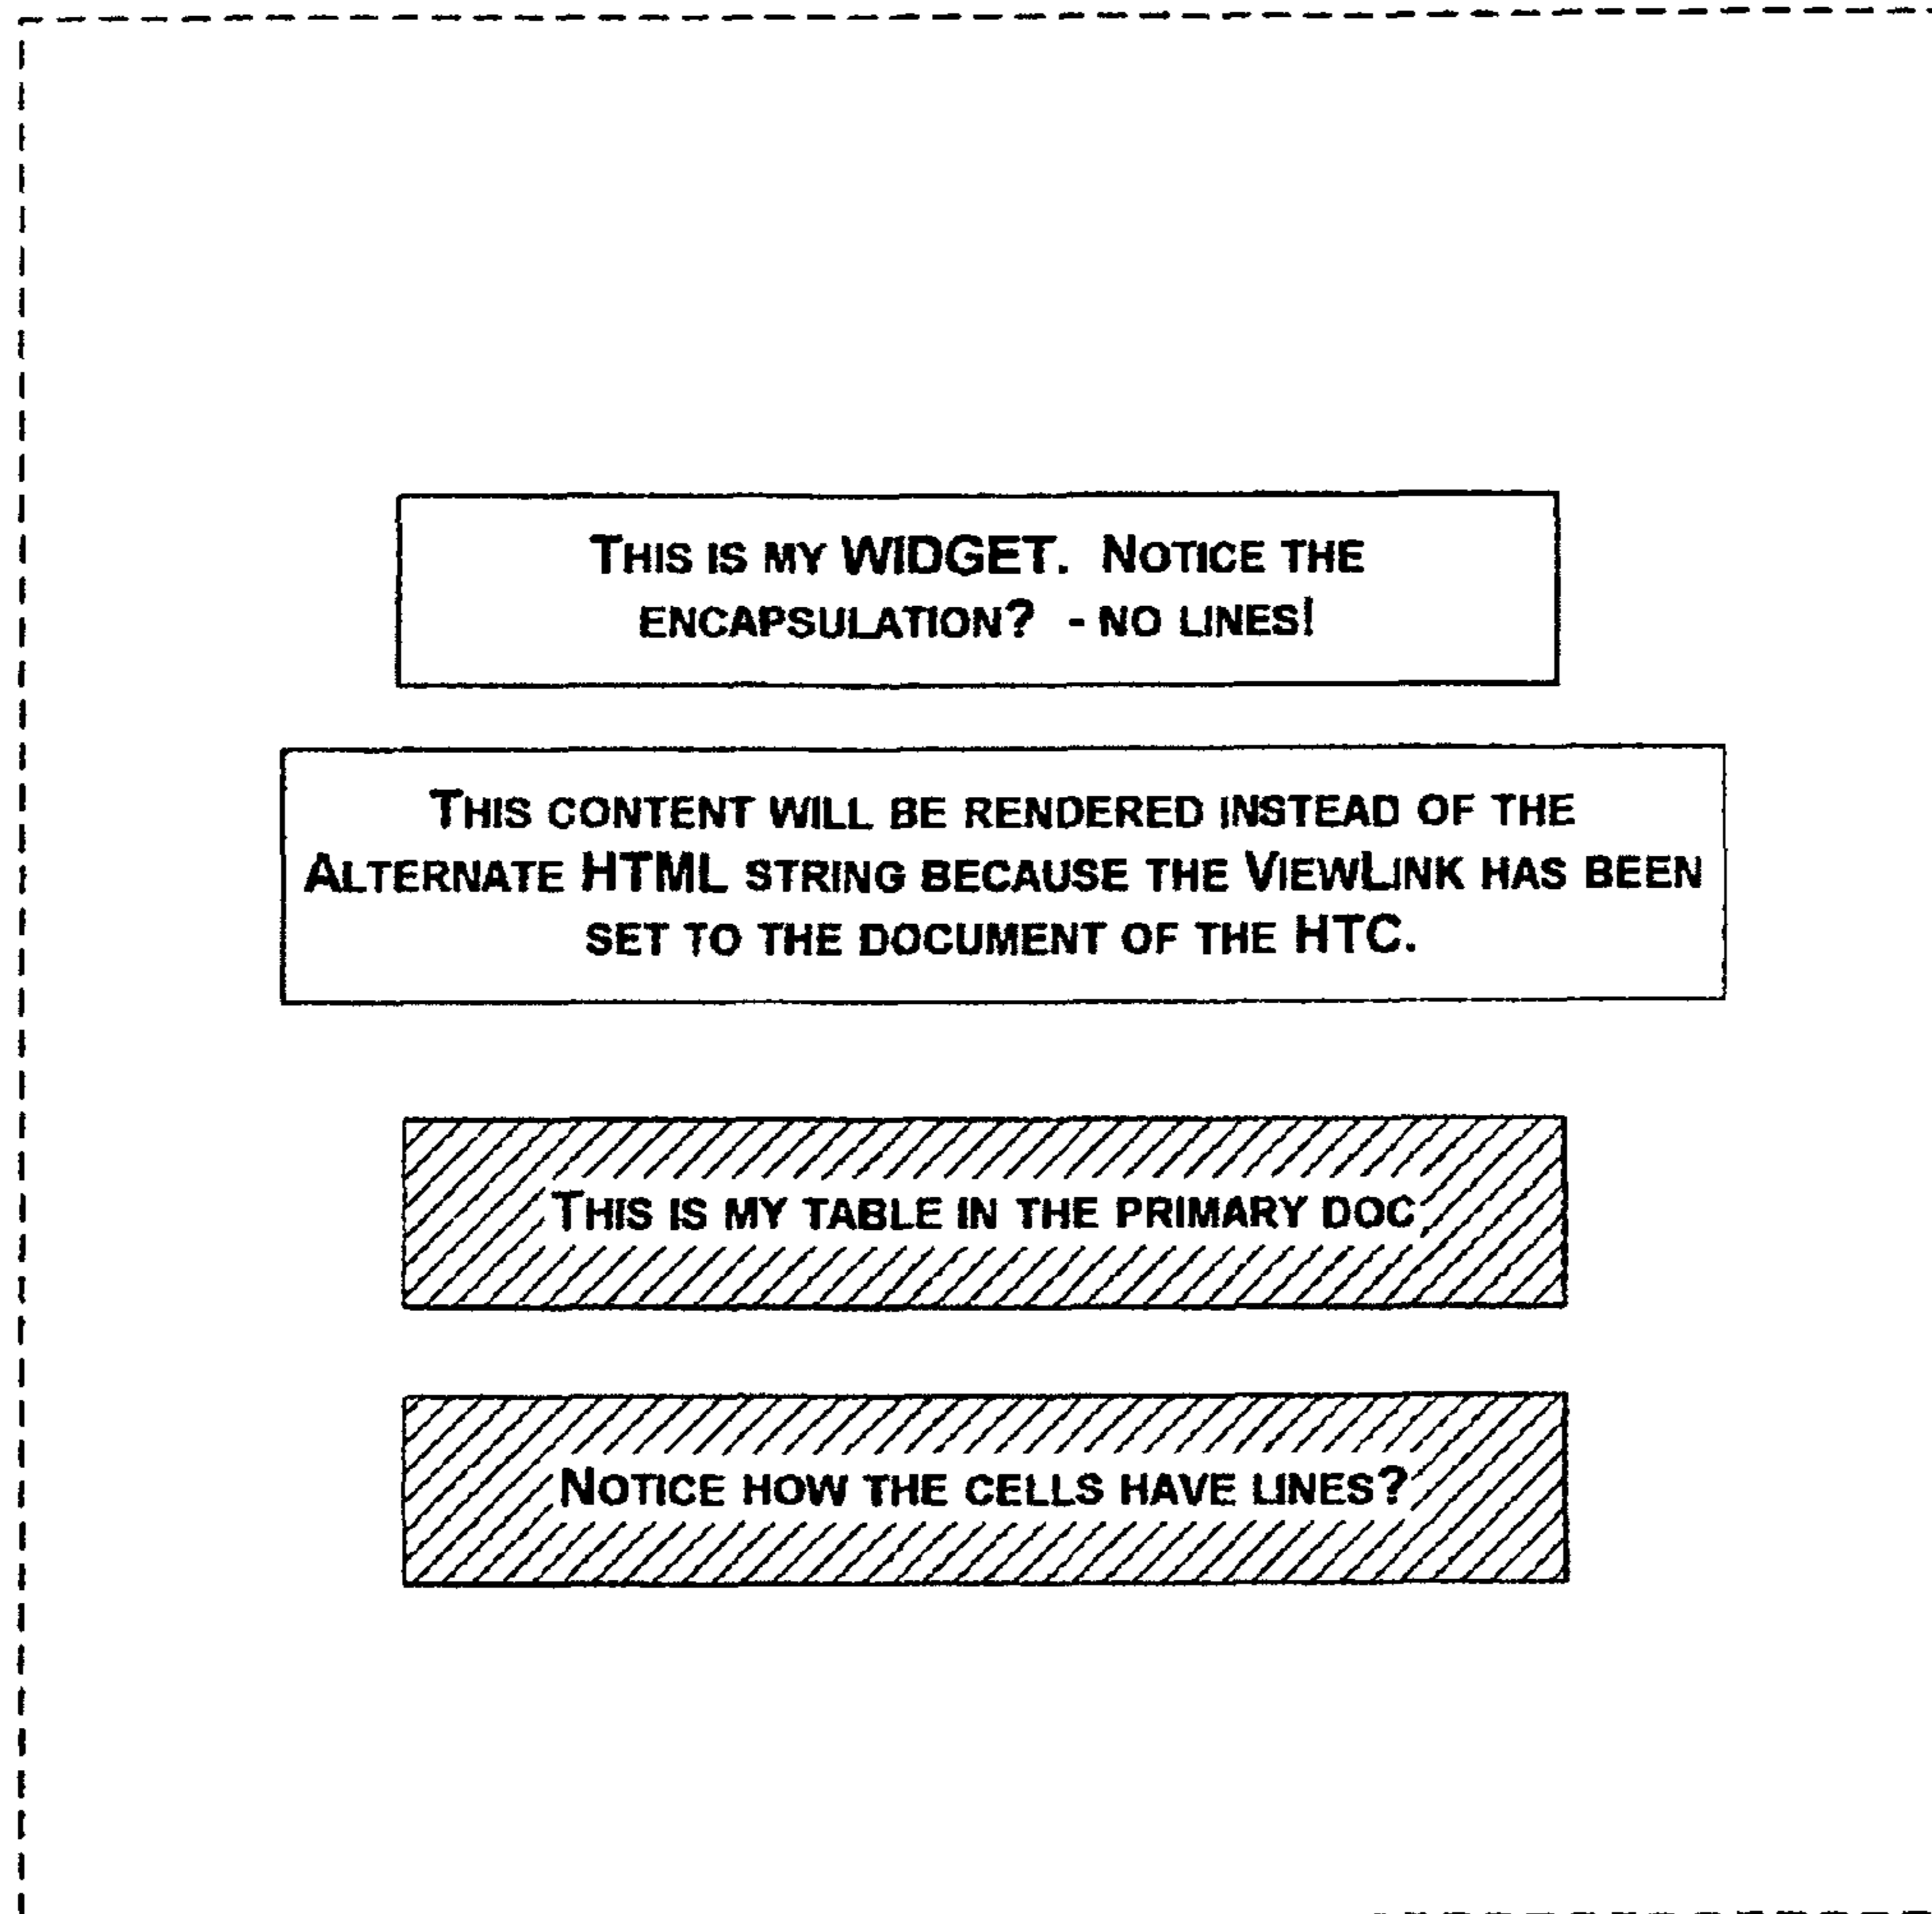 THIS IS MY WIDGET. NOTICE THE
ENCAPSULATION? - NO LINES!
THIS CONTENT WILL BE RENDERED INSTEAD OF THE
ALTERNATE HTML STRING BECAUSE THE VIEWLINK HAS BEEN
SET TO THE DOCUMENT OF THE HTC.
THIS IS MY TABLE IN THE PRIMARY DOC
NOTICE HOW THE CELLS HAVE LINES?